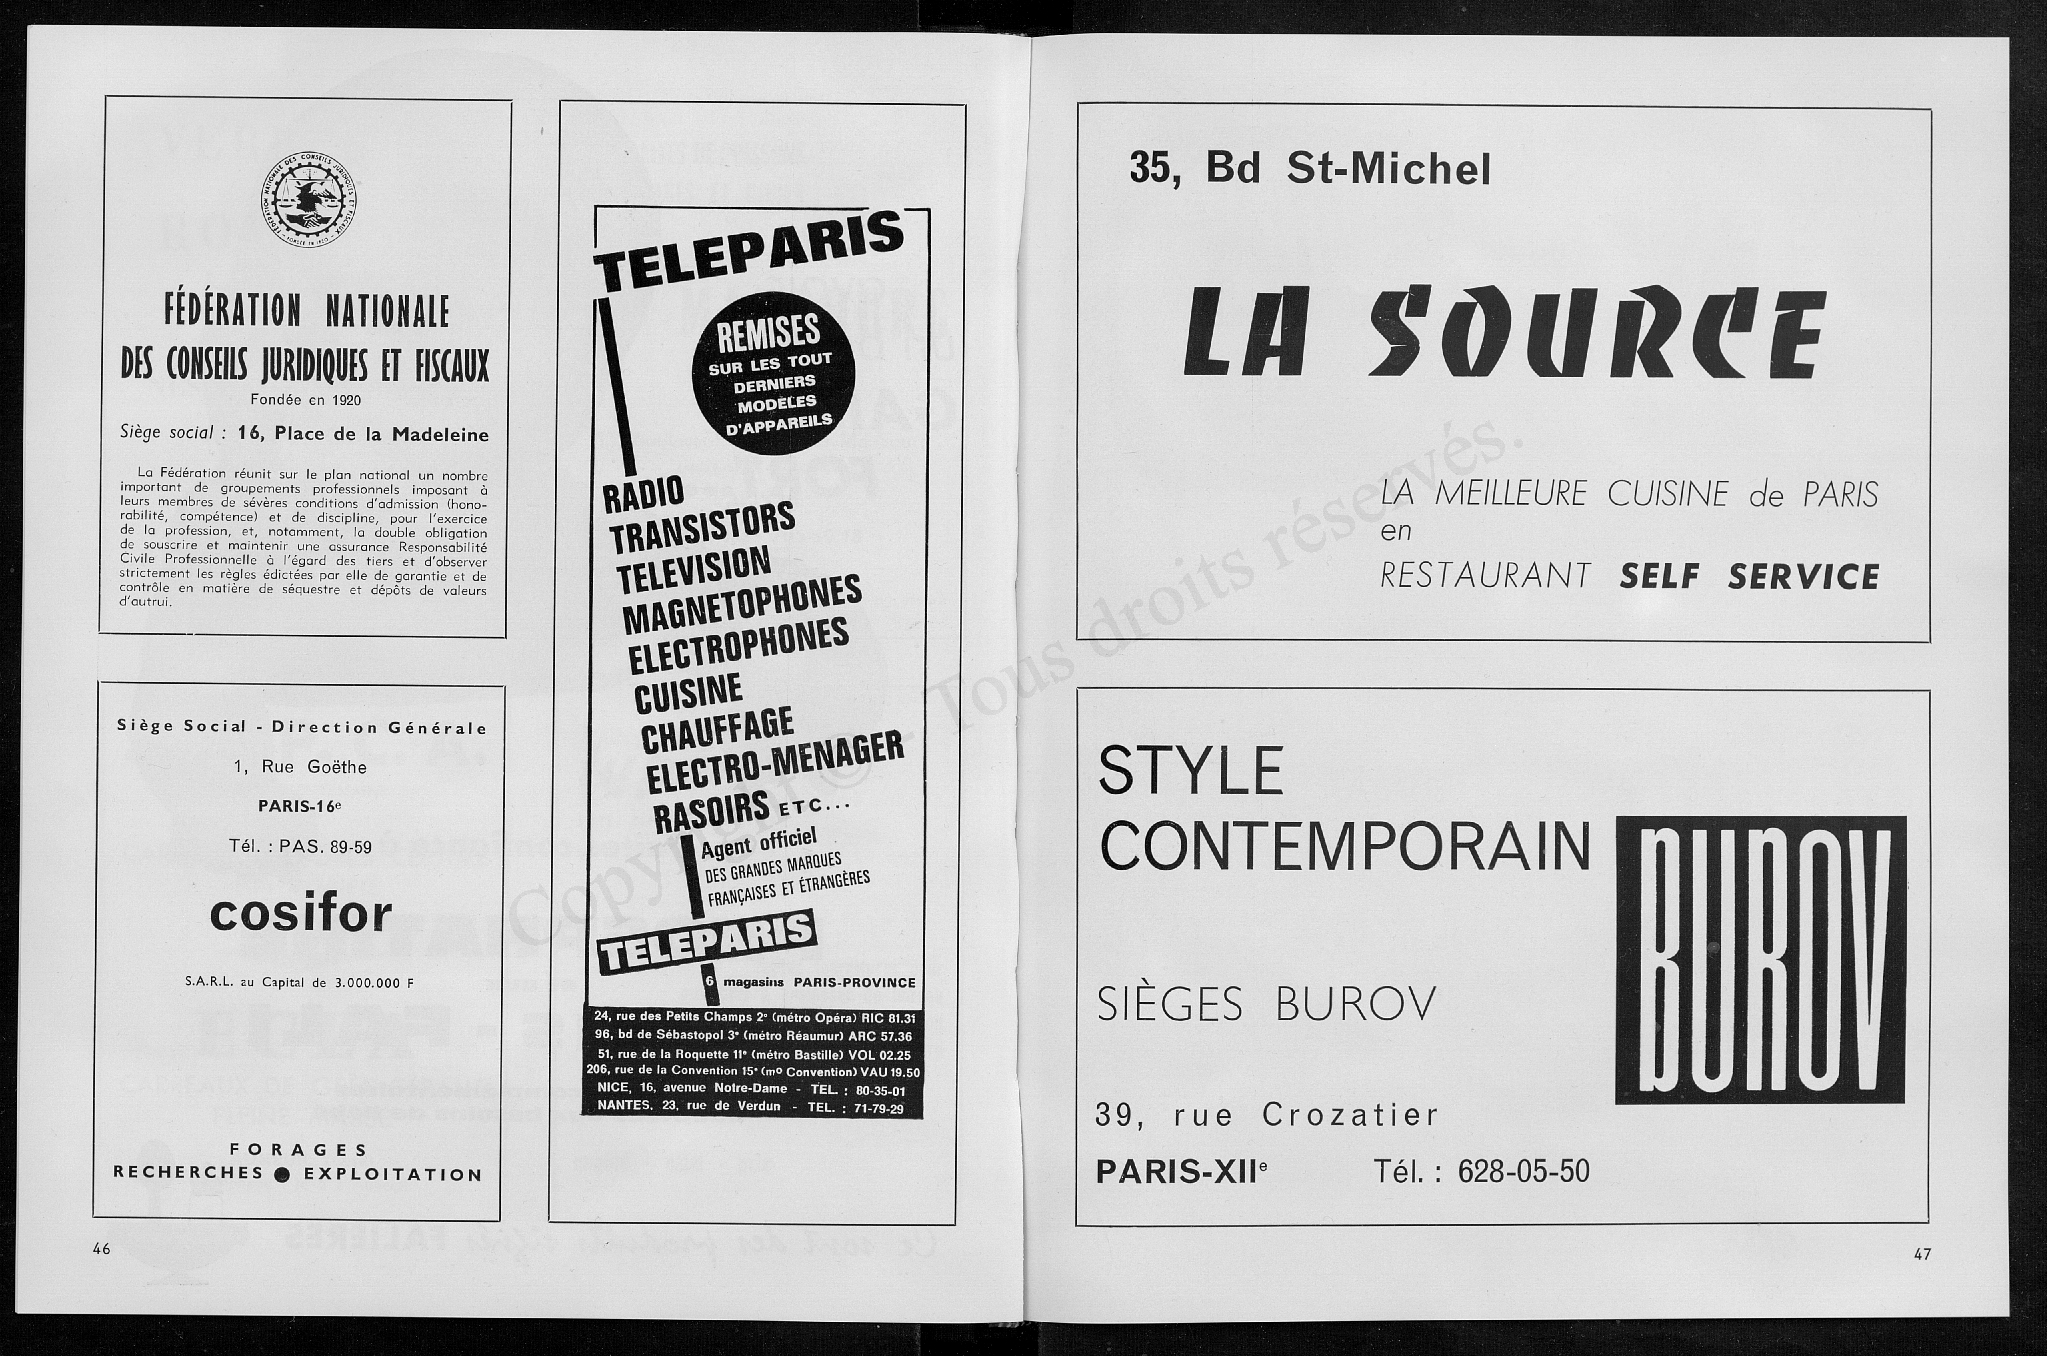 FÉDÉRATION NATIONALE DES CONSEILS JURIDIQUES ET FISCAUX
- FONDÉE EN 1920 -
FÉDÉRATION NATIONALE
DES CONSEILS JURIDIQUES ET FISCAUX
Fondée en 1920
Siège social : 16, Place de la Madeleine
La Fédération réunit sur le plan national un nombre
important de groupements professionnels imposant à
leurs membres de sévères conditions d'admission (hono-
rabilité, compétence) et de discipline, pour l'exercice
de la profession, et, notamment, la double obligation
de souscrire et maintenir une assurance Responsabilité
Civile Professionnelle à l'égard des tiers et d'observer
strictement les règles édictées par elle de garantie et de
contrôle en matière de séquestre et dépôts de valeurs
d'autrui.
Siège Social - Direction Générale
1, Rue Goëthe
PARIS-16e
Tél. : PAS. 89-59
cosifor
S.A.R.L. au Capital de 3.000.000 F
FORAGES
RECHERCHES ● EXPLOITATION
46
TELEPARIS
REMISES
SUR LES TOUT
DERNIERS
MODÈLES
D'APPAREILS
RADIO
TRANSISTORS
TELEVISION
MAGNETOPHONES
ELECTROPHONES
CUISINE
CHAUFFAGE
ELECTRO-MENAGER
RASOIRS ETC...
Agent officiel
DES GRANDES MARQUES
FRANÇAISES ET ÉTRANGÈRES
TELEPARIS
6 magasins PARIS-PROVINCE
24, rue des Petits Champs 2e (métro Opéra) RIC 81.31
96, bd de Sébastopol 3e (métro Réaumur) ARC 57.36
51, rue de la Roquette 11e (métro Bastille) VOL 02.25
206, rue de la Convention 15e (mo Convention) VAU 19.50
NICE, 16, avenue Notre-Dame - TEL. : 80-35-01
NANTES. 23, rue de Verdun - TEL. : 71-79-29
35, Bd St-Michel
LA SOURCE
LA MEILLEURE CUISINE de PARIS
en
RESTAURANT SELF SERVICE
STYLE
CONTEMPORAIN
BUROV
SIÈGES BUROV
39, rue Crozatier
PARIS-XIIe Tél. : 628-05-50
47
Copyright © - Tous droits réservés.